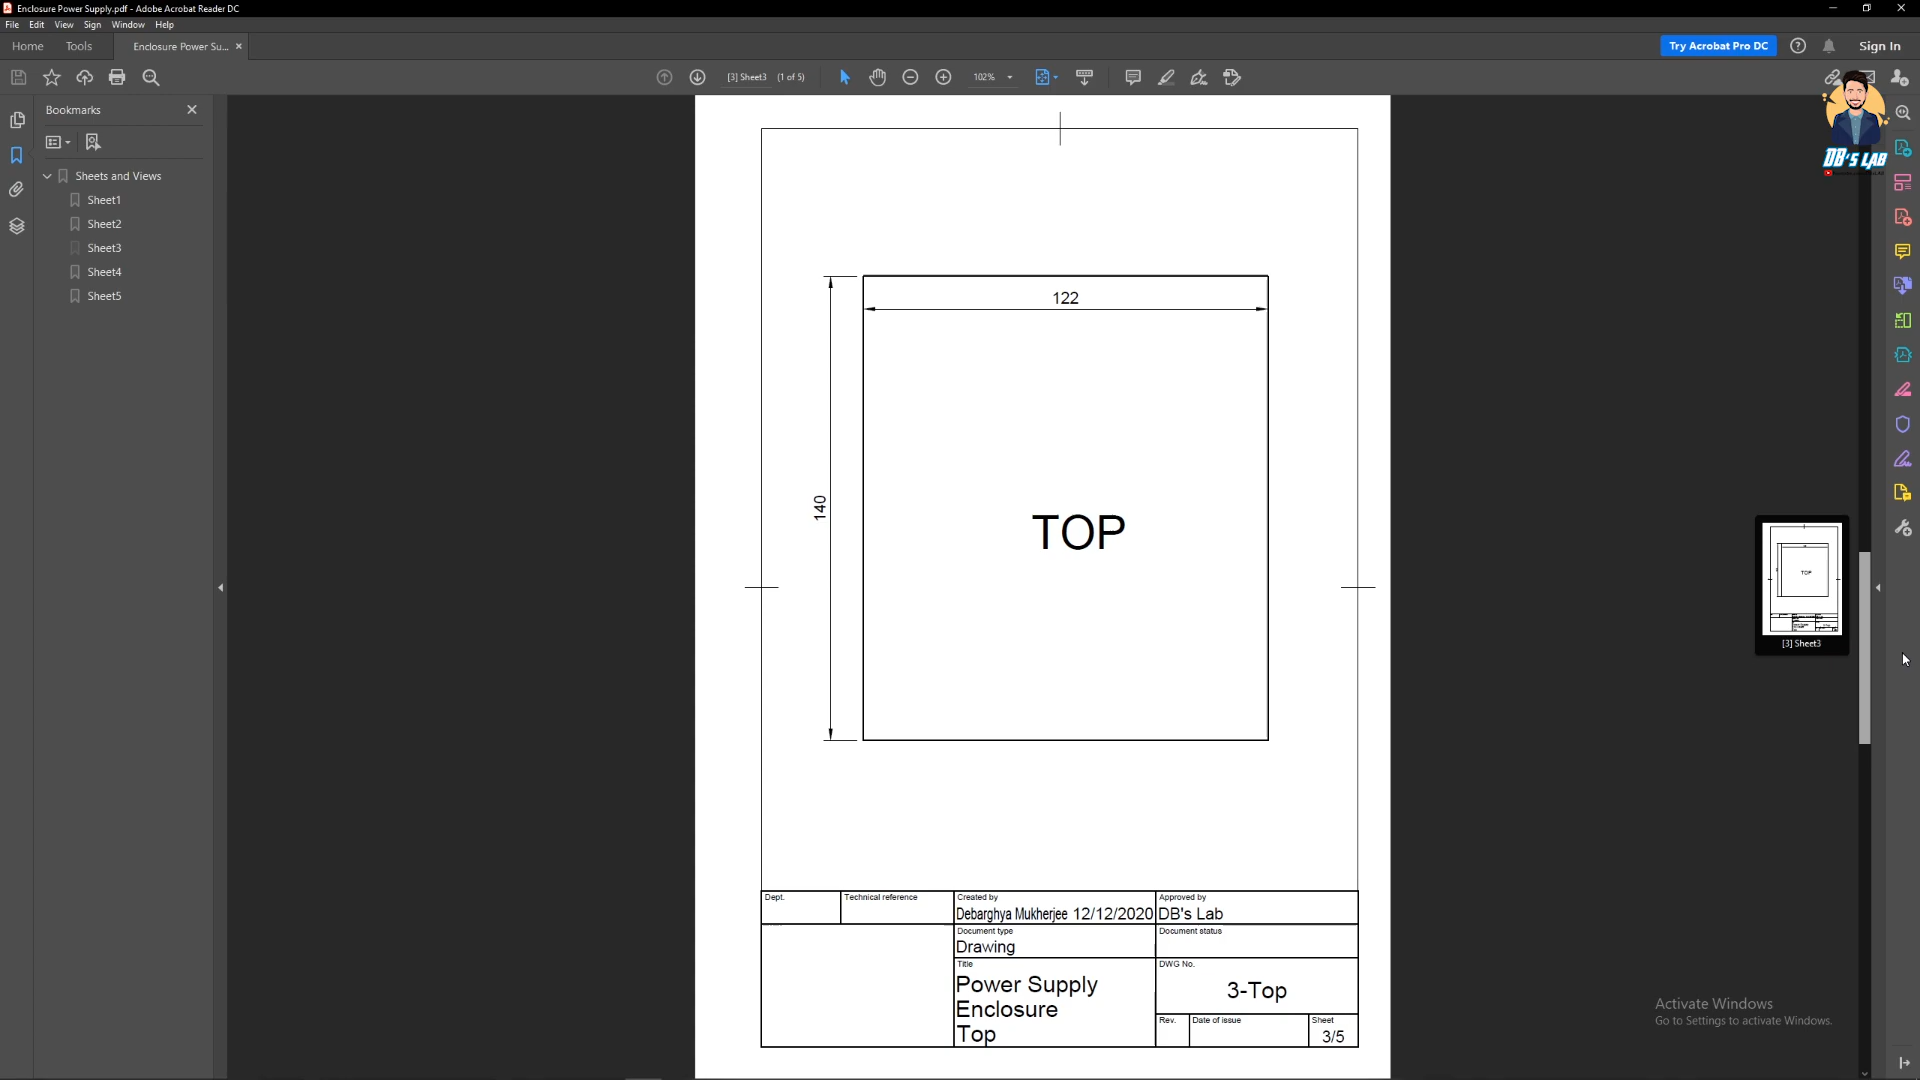 Enclosure Power Supply.pdf - Adobe Acrobat Reader DC
File Edit View Sign Window Help
Home Tools Enclosure Power Su... × Try Acrobat Pro DC Sign In
[3] Sheet3 (1 of 5) 102%
Bookmarks
Sheets and Views
Sheet1
Sheet2
Sheet3
Sheet4
Sheet5
DB's LAB
122
140
TOP
TOP
[3] Sheet3
Dept. Technical reference Created by Approved by
Debarghya Mukherjee 12/12/2020 DB's Lab
Document type Document status
Drawing
Title DWG No.
Power Supply
Enclosure
Top
3-Top
Rev. Date of issue Sheet
3/5
Activate Windows
Go to Settings to activate Windows.